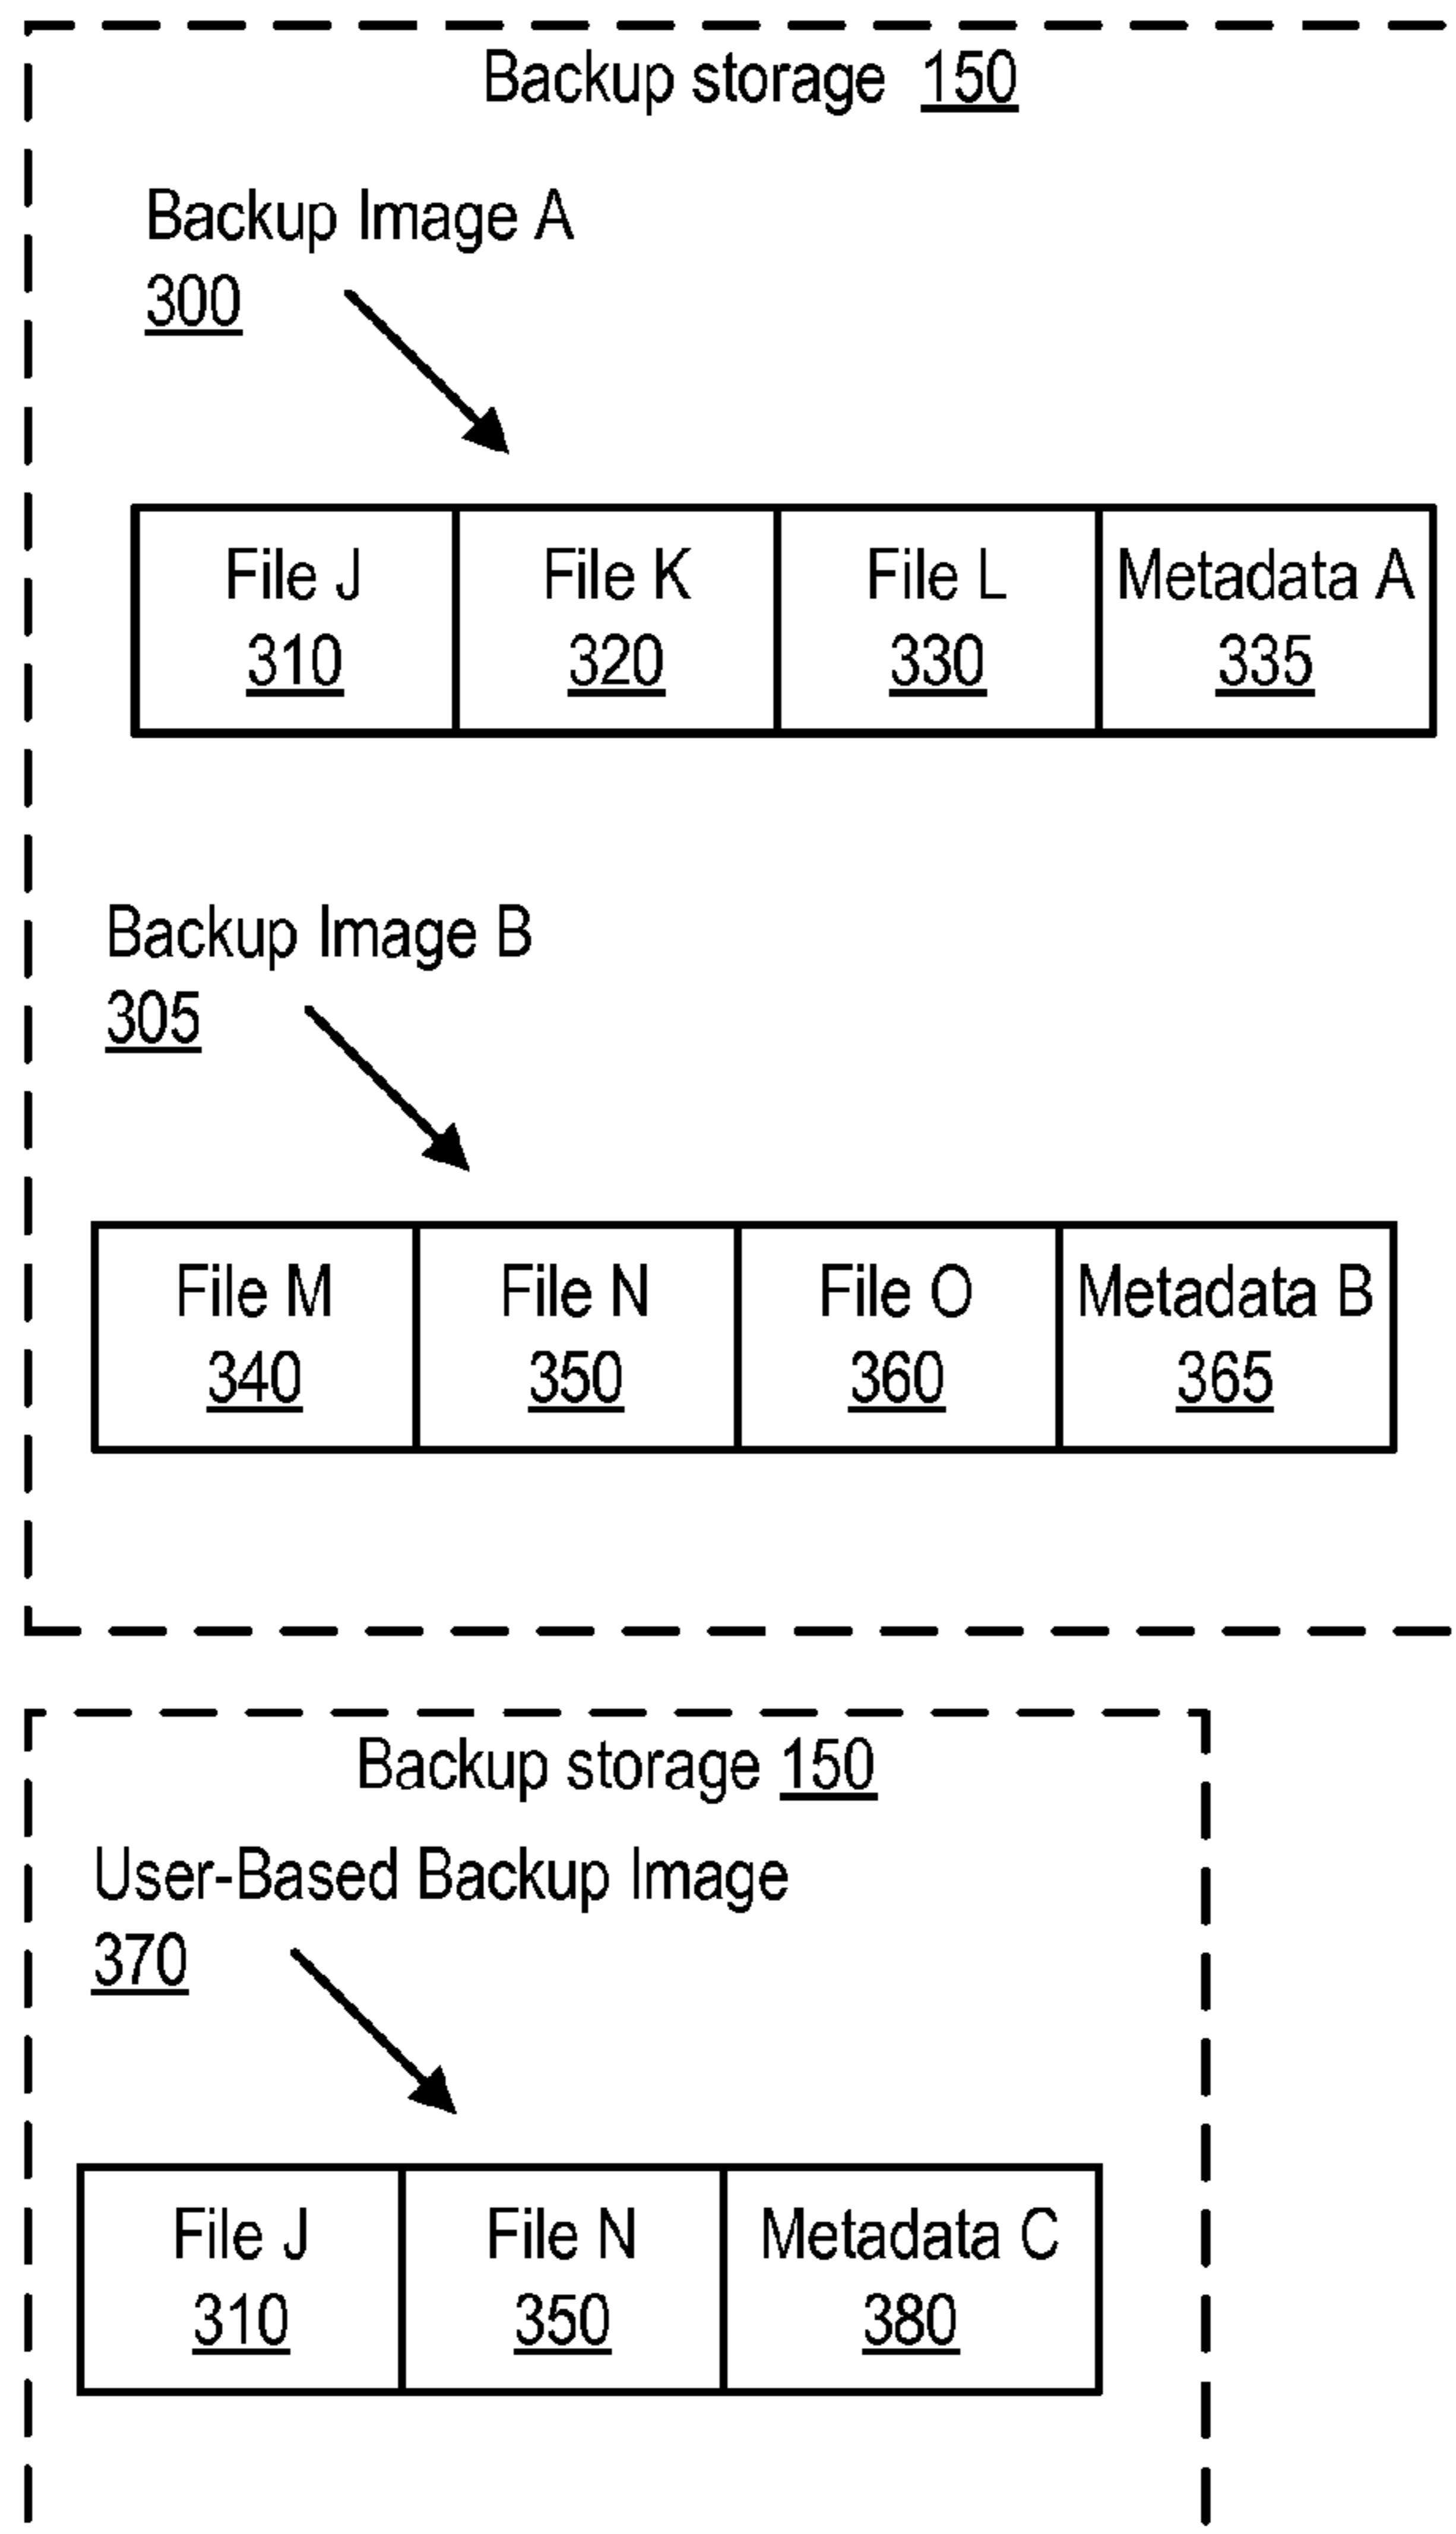 Backup storage 150
Backup Image A
300
File J File K File L Metadata A
310 320 330 335
Backup Image B
305
File M File N File O Metadata B
340 350 360 365
Backup storage 150
User-Based Backup Image
370
File J File N Metadata C
310 350 380